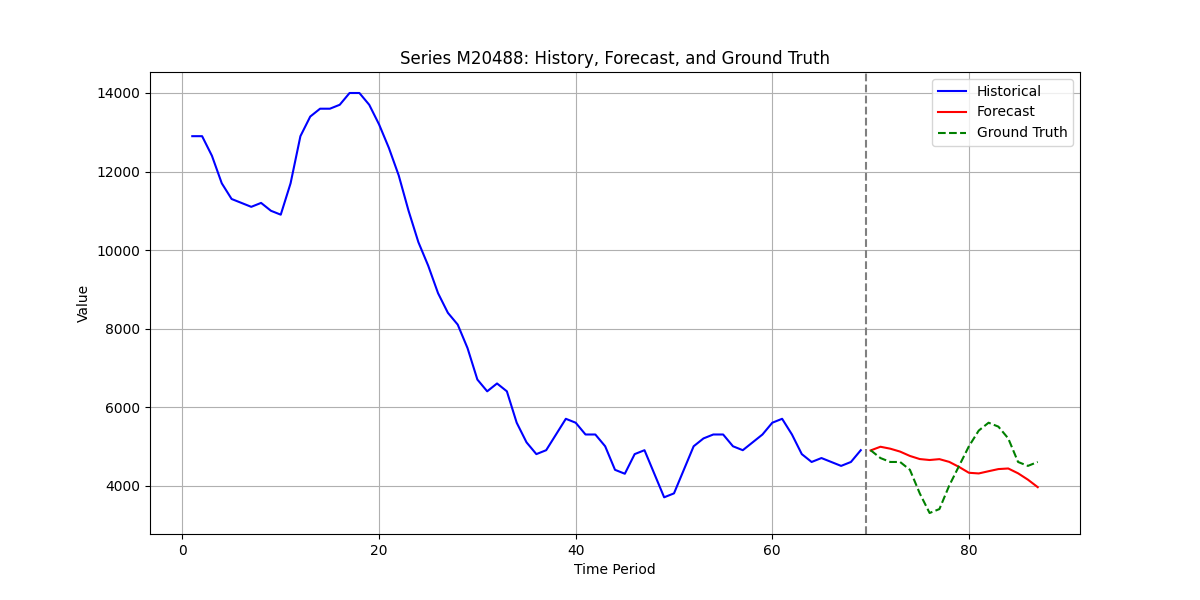 Series M20488: History, Forecast, and Ground Truth
14000
12000
10000
8000
6000
4000
Value
Historical
Forecast
Ground Truth
0
20
40
60
80
Time Period